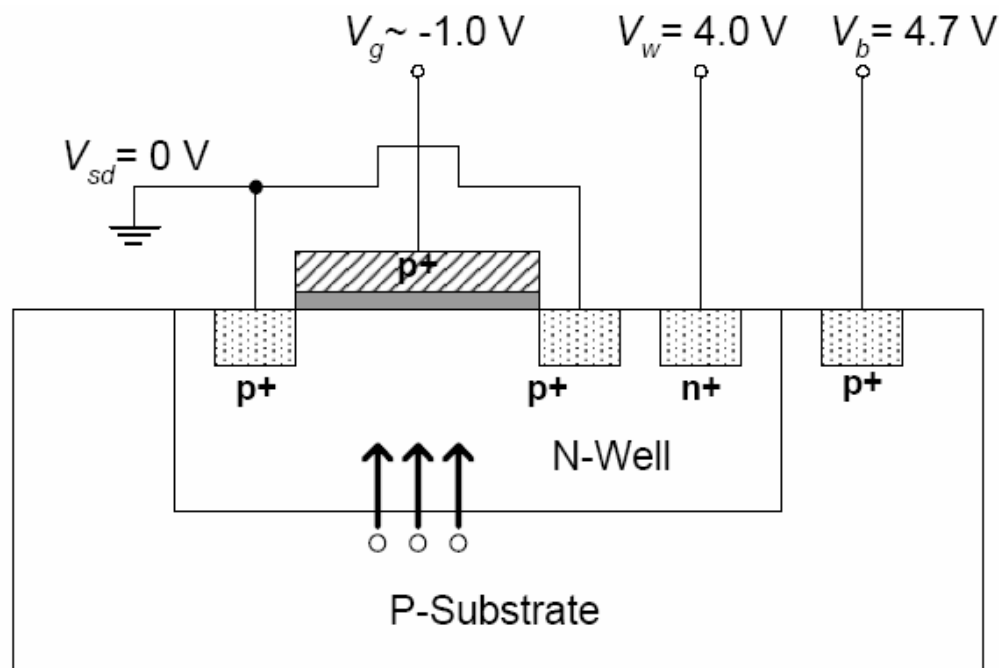 V_g ~ -1.0 V
V_w = 4.0 V
V_b = 4.7 V
V_sd = 0 V
p+
p+
p+
n+
p+
N-Well
P-Substrate